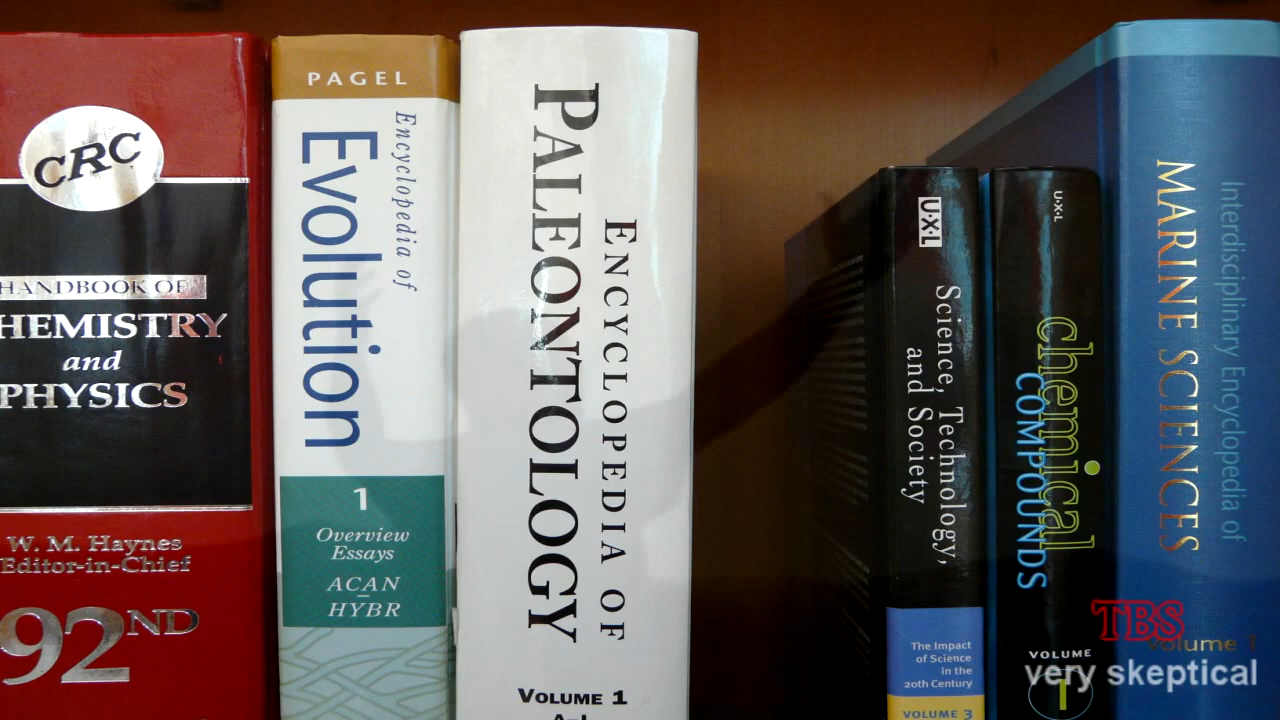 CRC
HANDBOOK OF
HEMISTRY
and
PHYSICS
W. M. Haynes
Editor-in-Chief
92ND
PAGEL
Encyclopedia of
Evolution
1
Overview
Essays
ACAN
–
HYBR
ENCYCLOPEDIA OF
PALEONTOLOGY
VOLUME 1
A-I
U·X·L
Science, Technology,
and Society
The Impact
of Science
in the
20th Century
VOLUME 3
U·X·L
chemical
COMPOUNDS
VOLUME
1
Interdisciplinary Encyclopedia of
MARINE SCIENCES
Volume 1
TBS
very skeptical